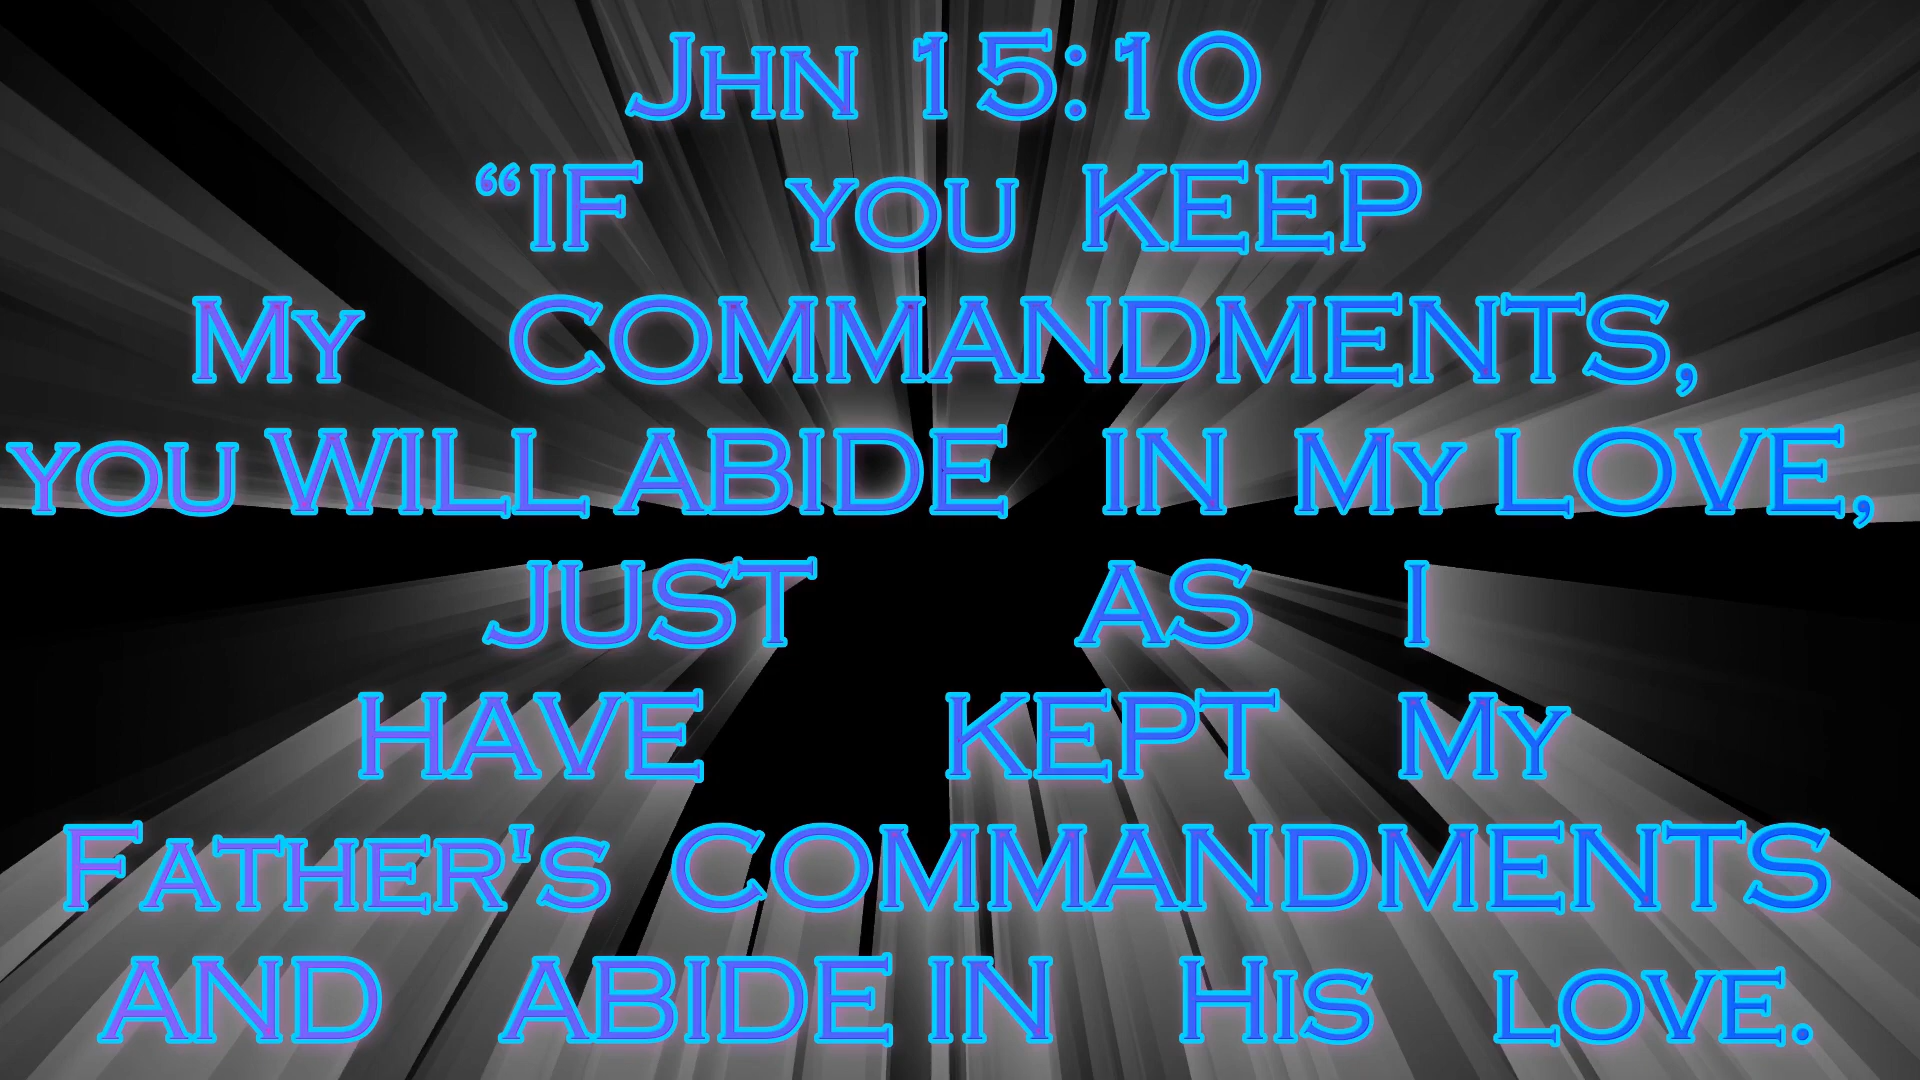 Jhn 15:10
“IF you KEEP
My COMMANDMENTS,
you WILL ABIDE IN My LOVE,
JUST AS I
HAVE KEPT My
Father's COMMANDMENTS
AND ABIDE IN His love.